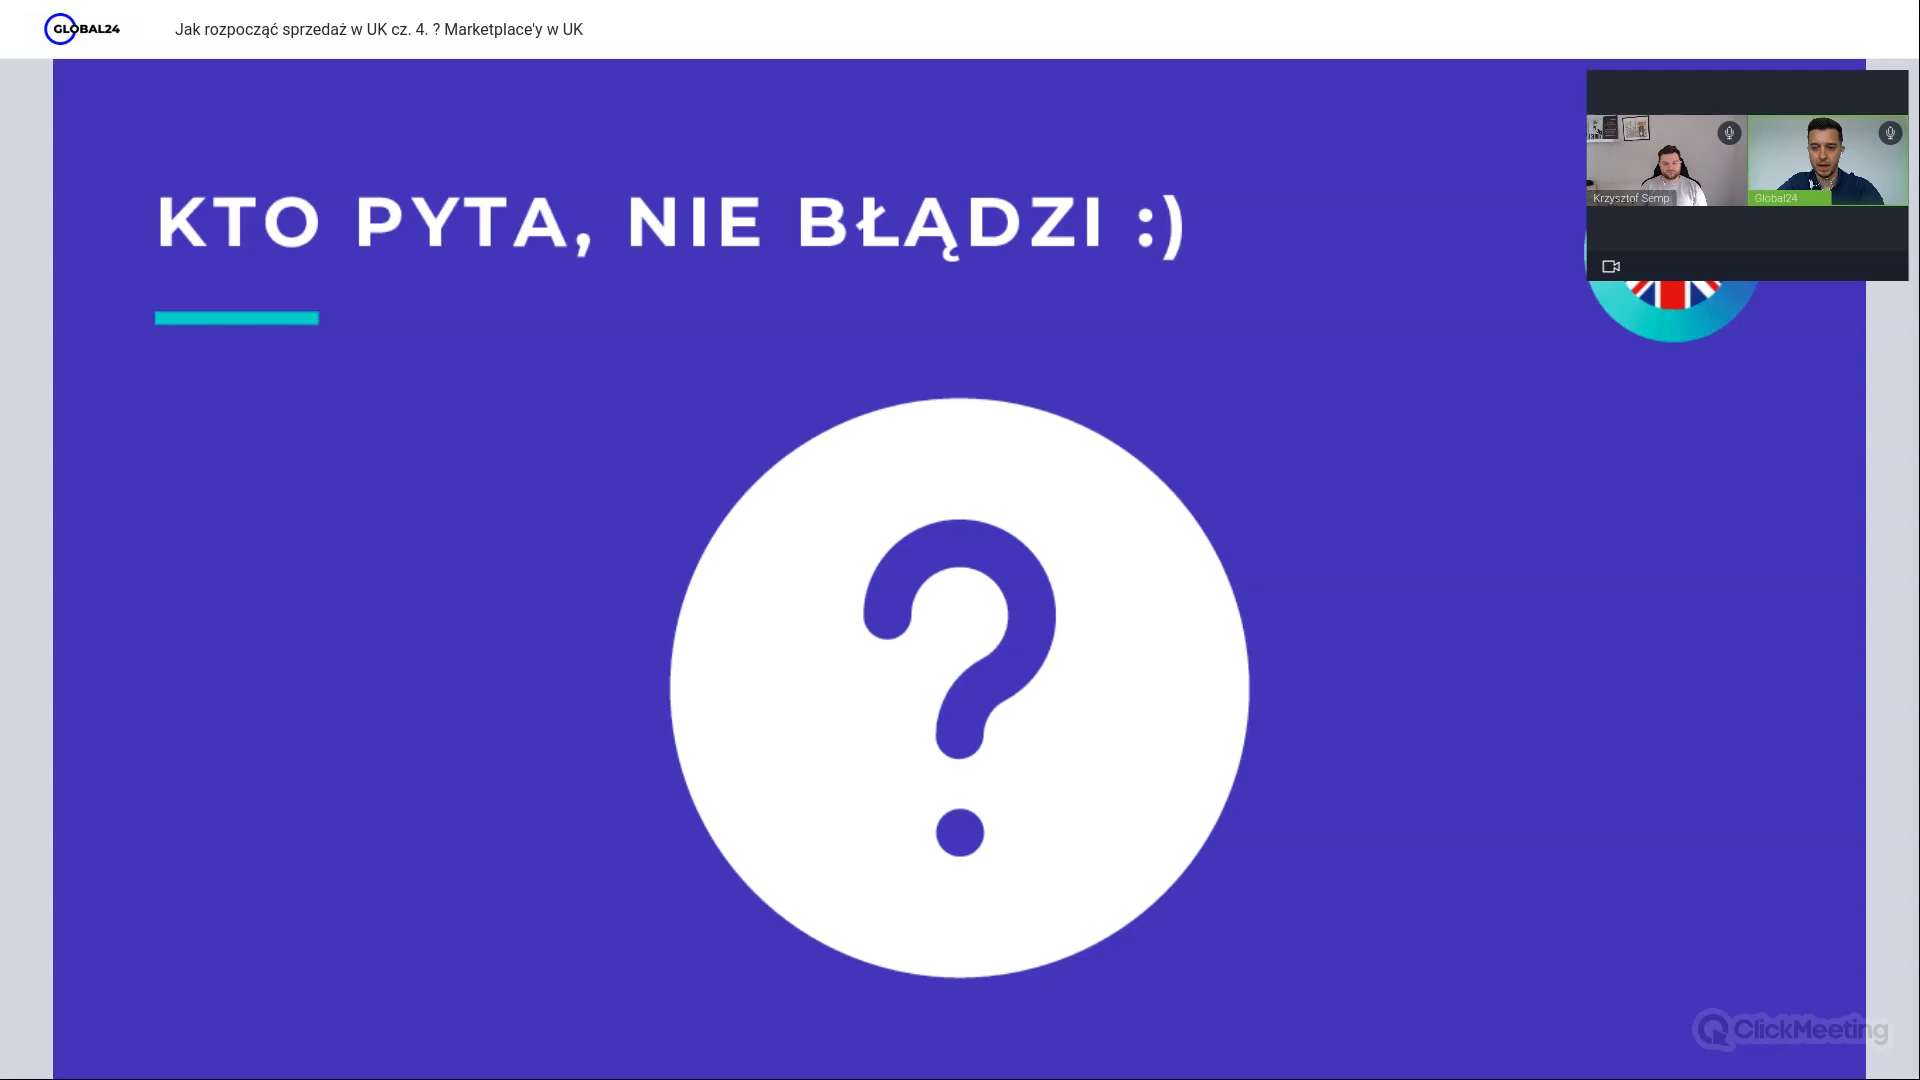 GLOBAL24
Jak rozpocząć sprzedaż w UK cz. 4. ? Marketplace'y w UK
KTO PYTA, NIE BŁĄDZI :)
Krzysztof Semp
Global24
?
ClickMeeting